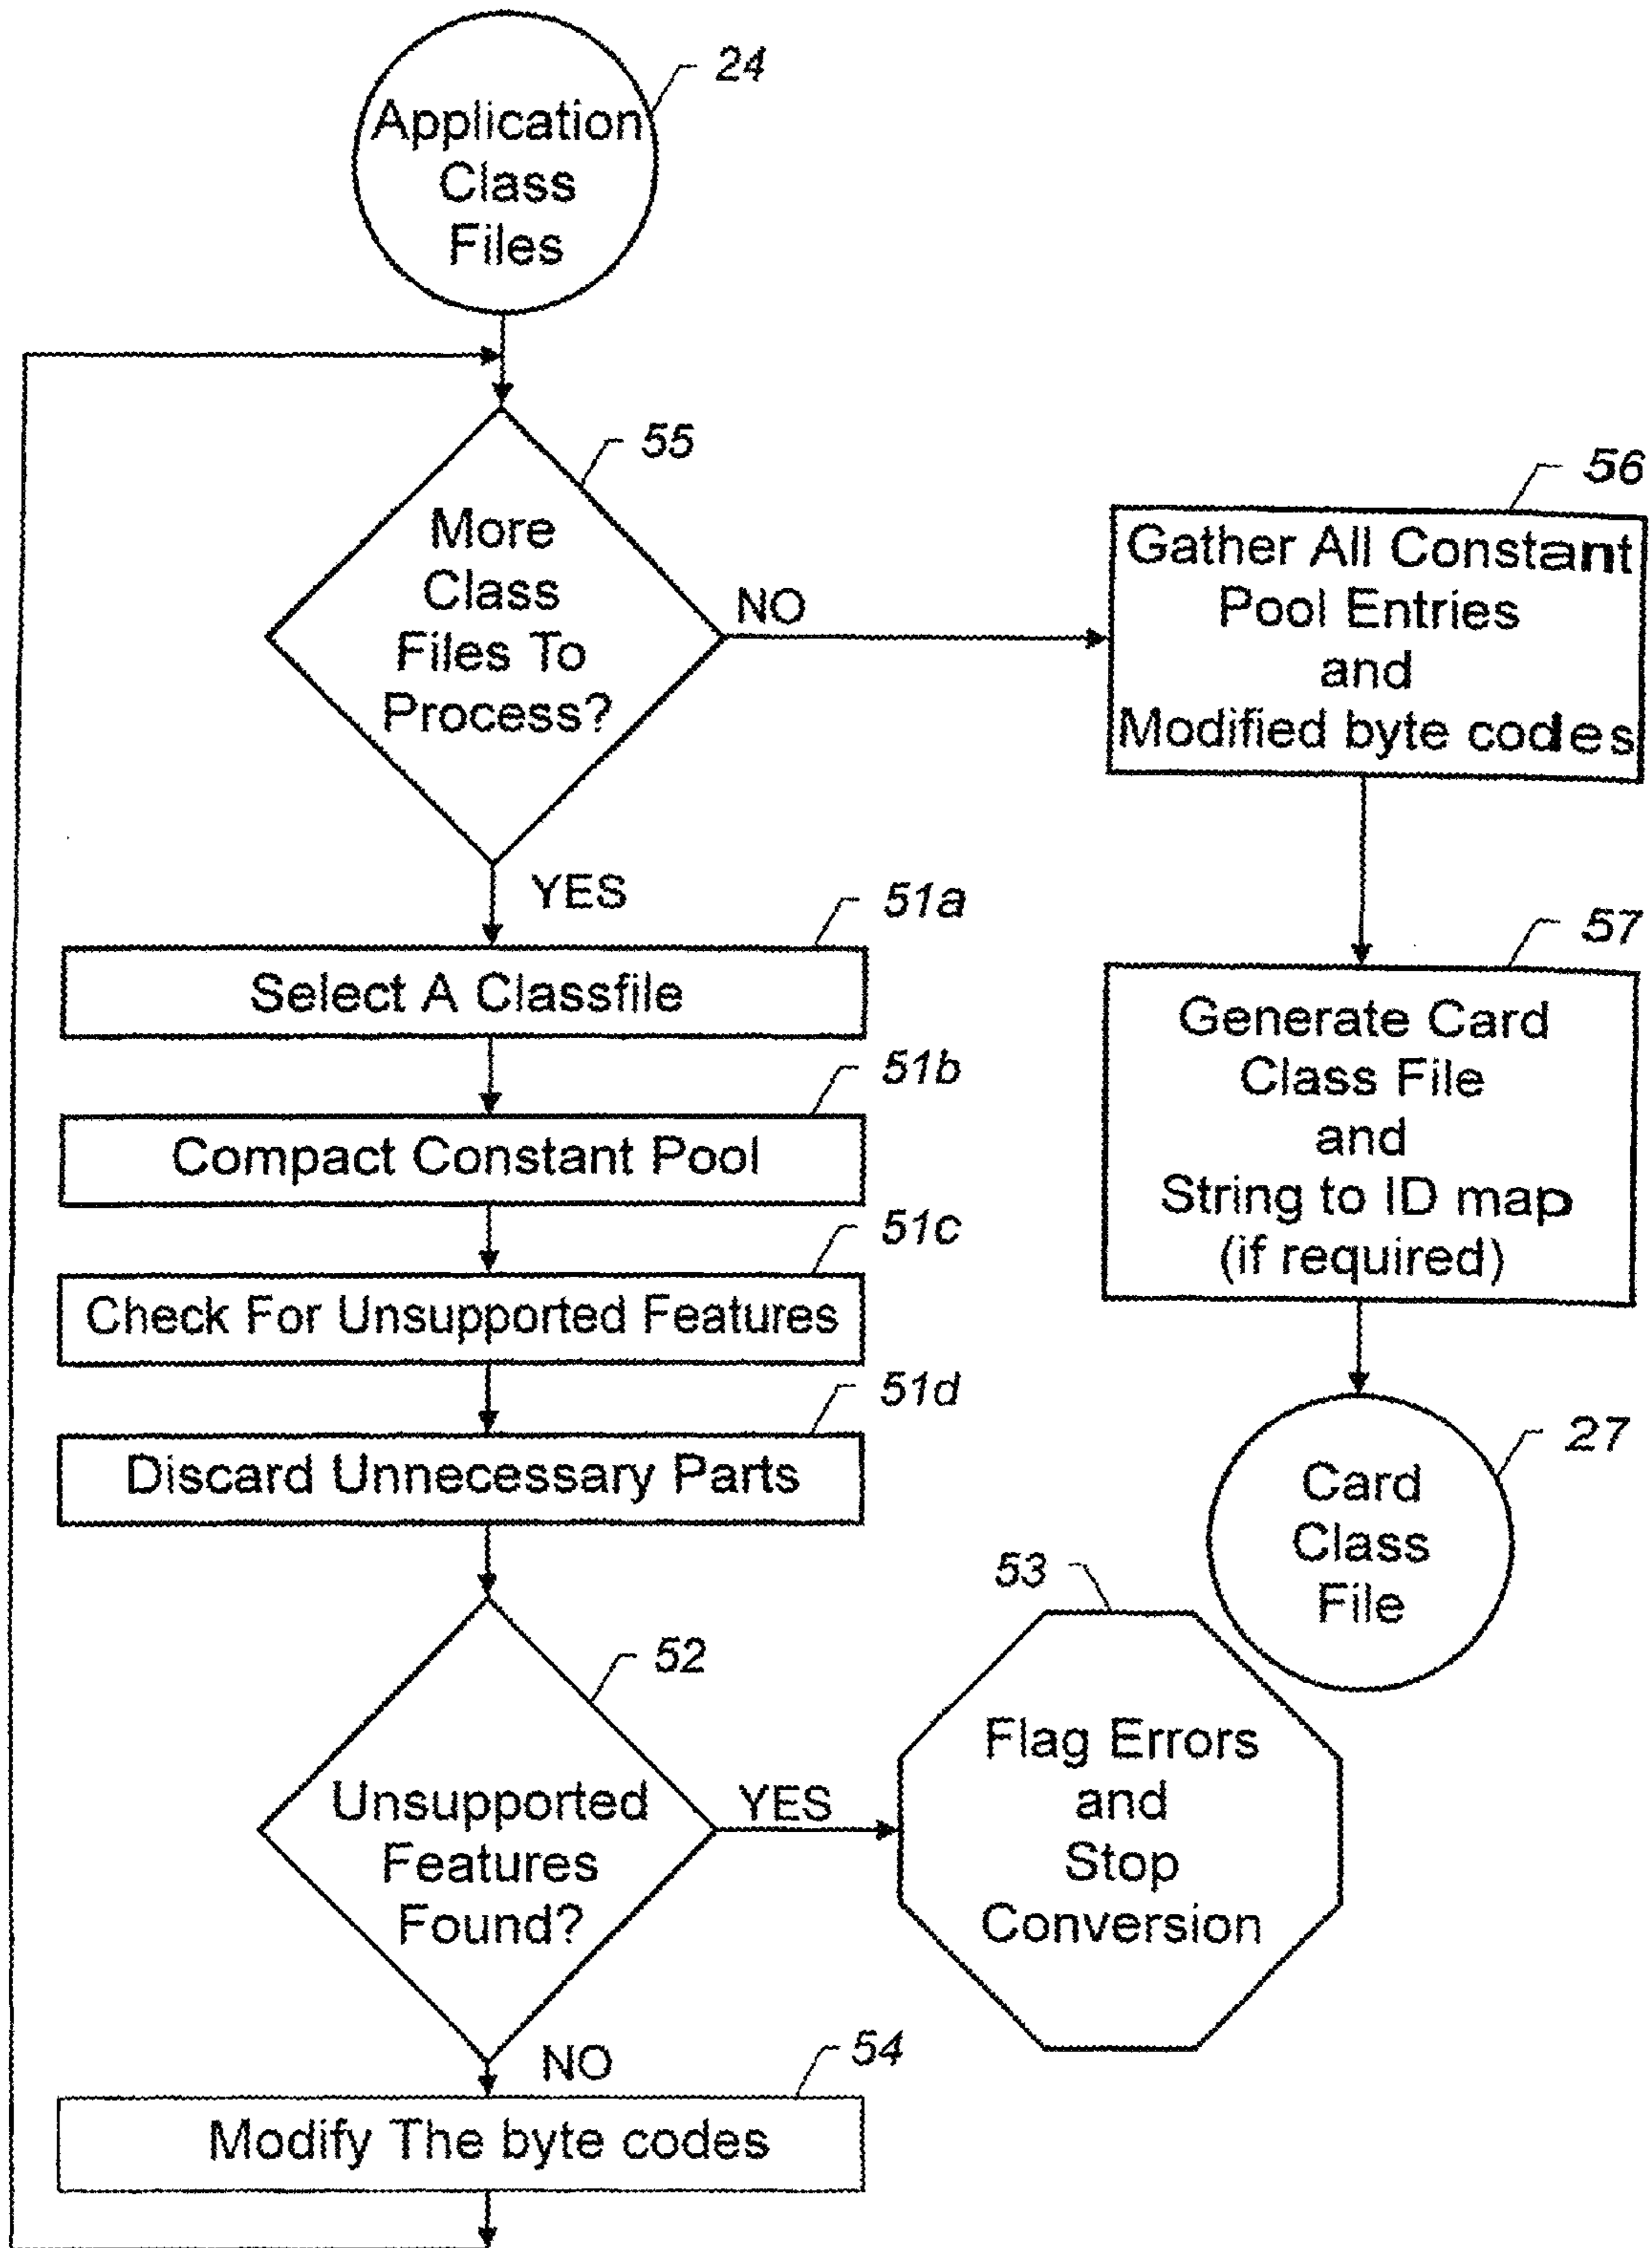 24
Application
Class
Files
55
More
Class
Files To
Process?
NO
YES
56
Gather All Constant
Pool Entries
and
Modified byte codes
57
Generate Card
Class File
and
String to ID map
(if required)
27
Card
Class
File
51a
Select A Classfile
51b
Compact Constant Pool
51c
Check For Unsupported Features
51d
Discard Unnecessary Parts
52
Unsupported
Features
Found?
YES
NO
53
Flag Errors
and
Stop
Conversion
54
Modify The byte codes